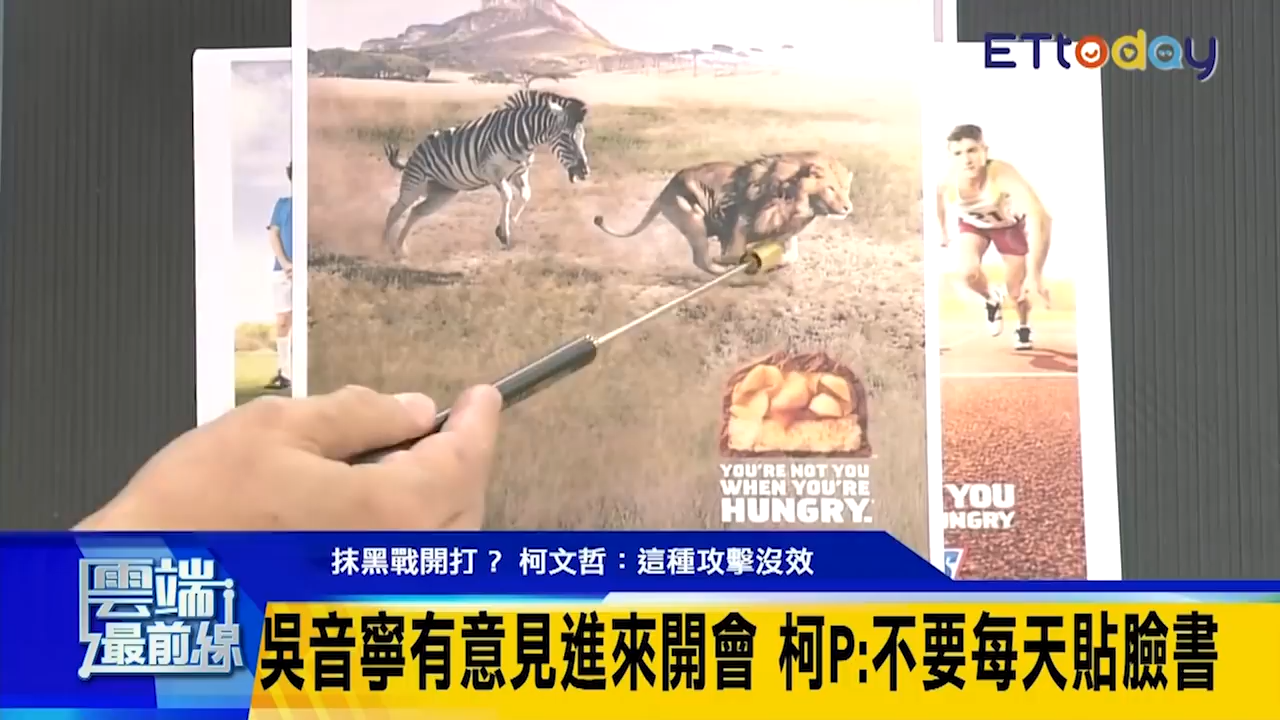 ETtoday
YOU'RE NOT YOU
WHEN YOU'RE
HUNGRY.
YOU
NGRY
抹黑戰開打? 柯文哲：這種攻擊沒效
雲端
最前線
吳音寧有意見進來開會 柯P:不要每天貼臉書